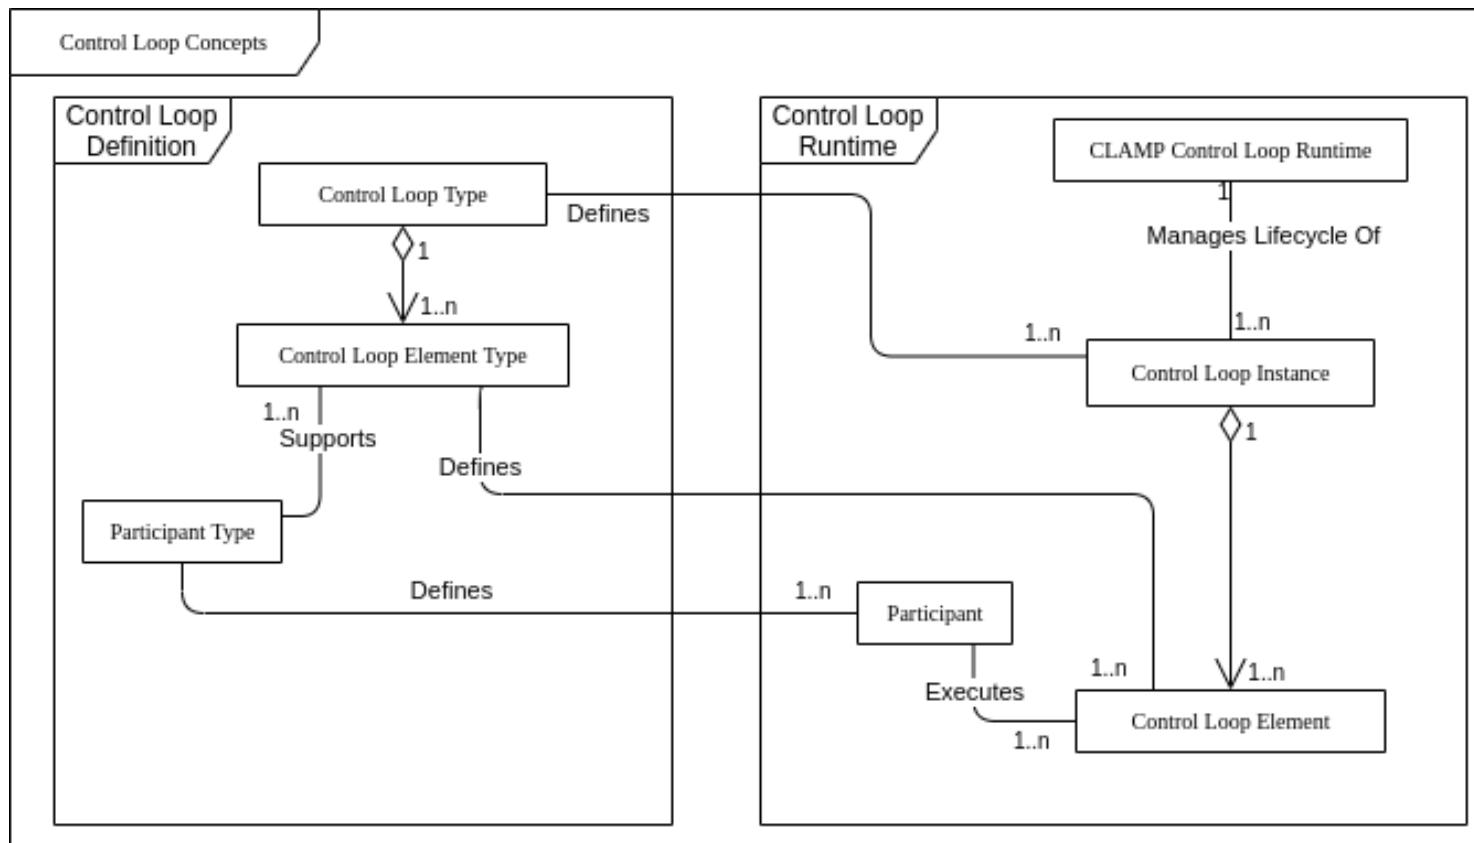 Control Loop Concepts
Control Loop
Definition
Control Loop
Runtime
CLAMP Control Loop Runtime
Control Loop Type
Defines
1
Manages Lifecycle Of
1
1..n
1..n
1..n
Control Loop Element Type
Control Loop Instance
1..n
Supports
1
Defines
Participant Type
Defines
1..n
Participant
1..n
1..n
Executes
Control Loop Element
1..n